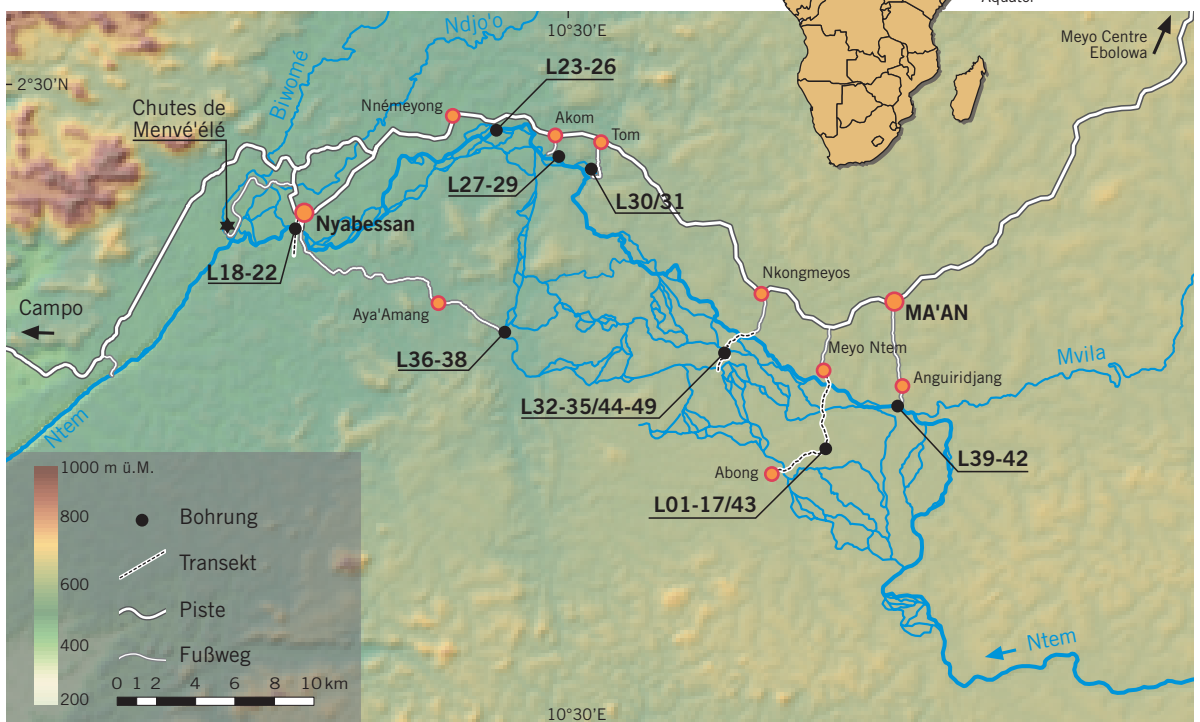 Äquator
10°30'E
Meyo Centre
Ebolowa
Ndjo'o
Biwomé
2°30'N
L23-26
Chutes de
Menvé'élé
Nnémeyong
Akom
Tom
L27-29
L30/31
Nyabessan
L18-22
Nkongmeyos
Campo
Aya'Amang
MA'AN
L36-38
Meyo Ntem
Mvila
Anguiridjang
L32-35/44-49
Ntem
L39-42
Abong
L01-17/43
1000 m ü.M.
800
600
400
200
Bohrung
Transekt
Piste
Fußweg
0 1 2 4 6 8 10 km
Ntem
10°30'E